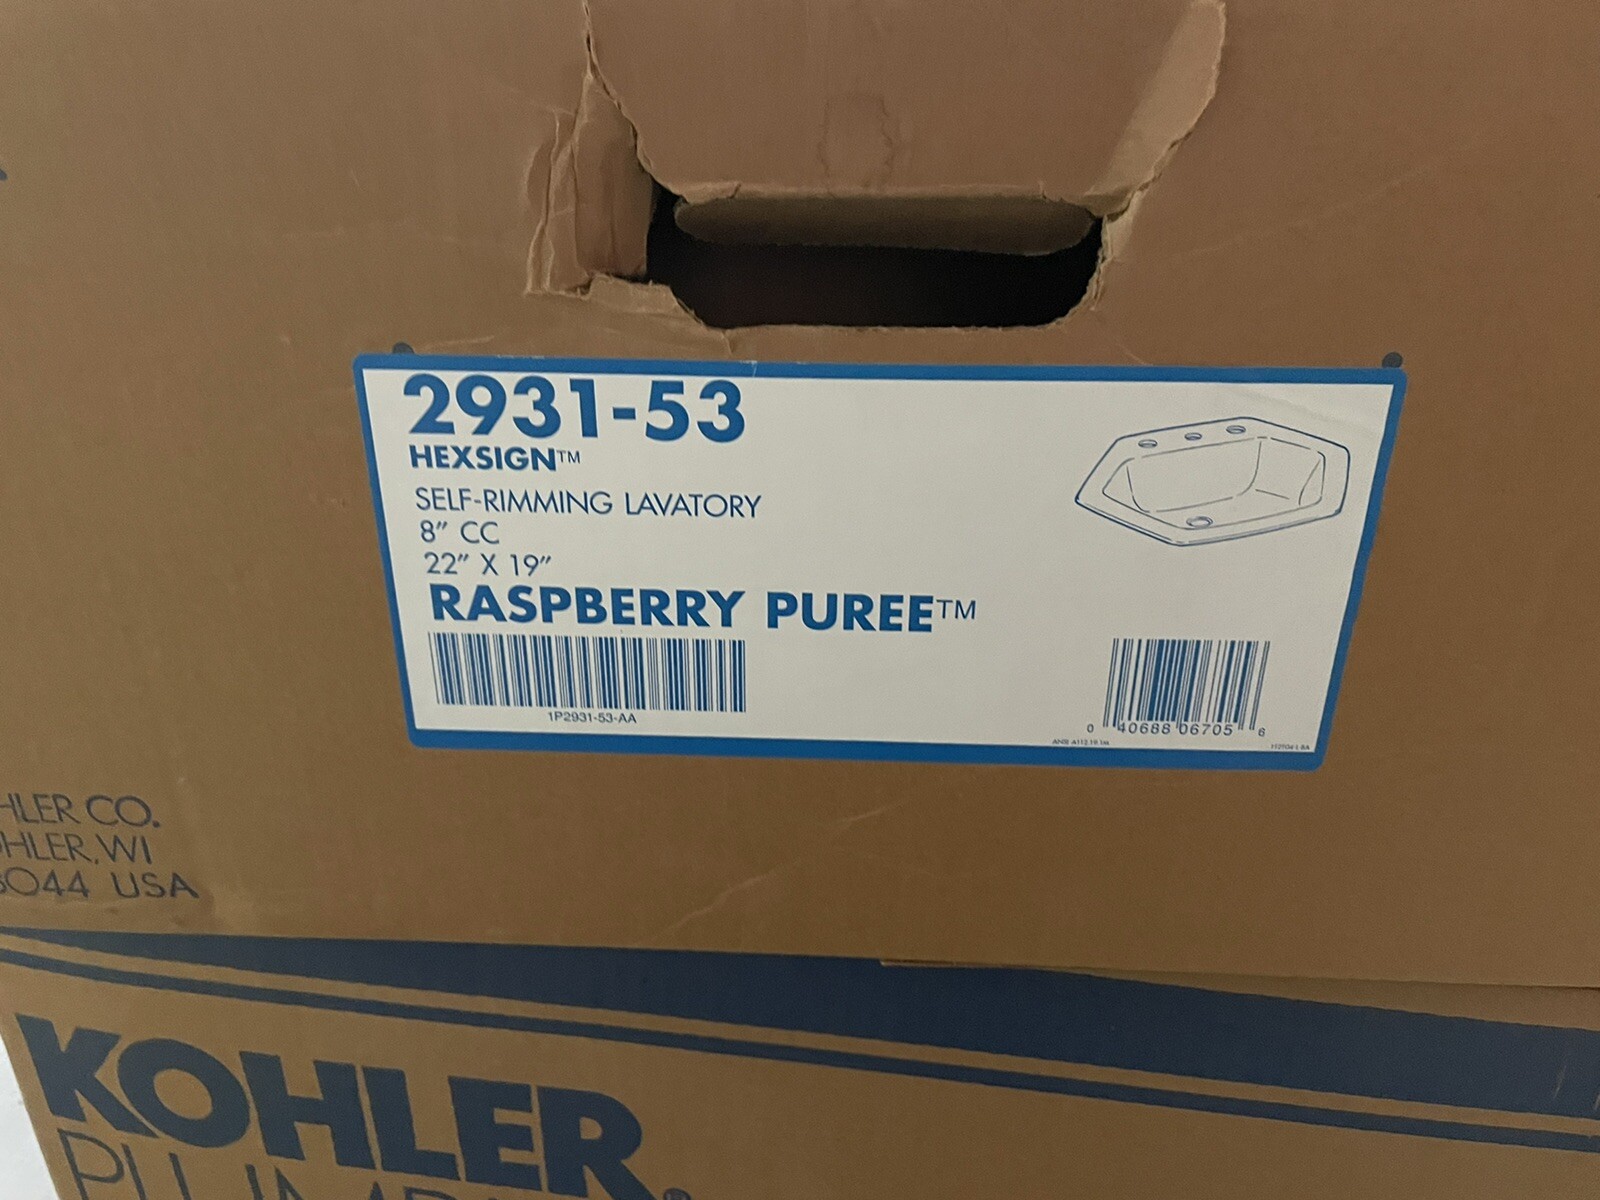 2931-53
HEXSIGN™
SELF-RIMMING LAVATORY
8" CC
22" X 19"
RASPBERRY PUREE™
1P2931-53-AA
0 40688 06705 6
HLER CO.
HLER, WI
3044 USA
KOHLER